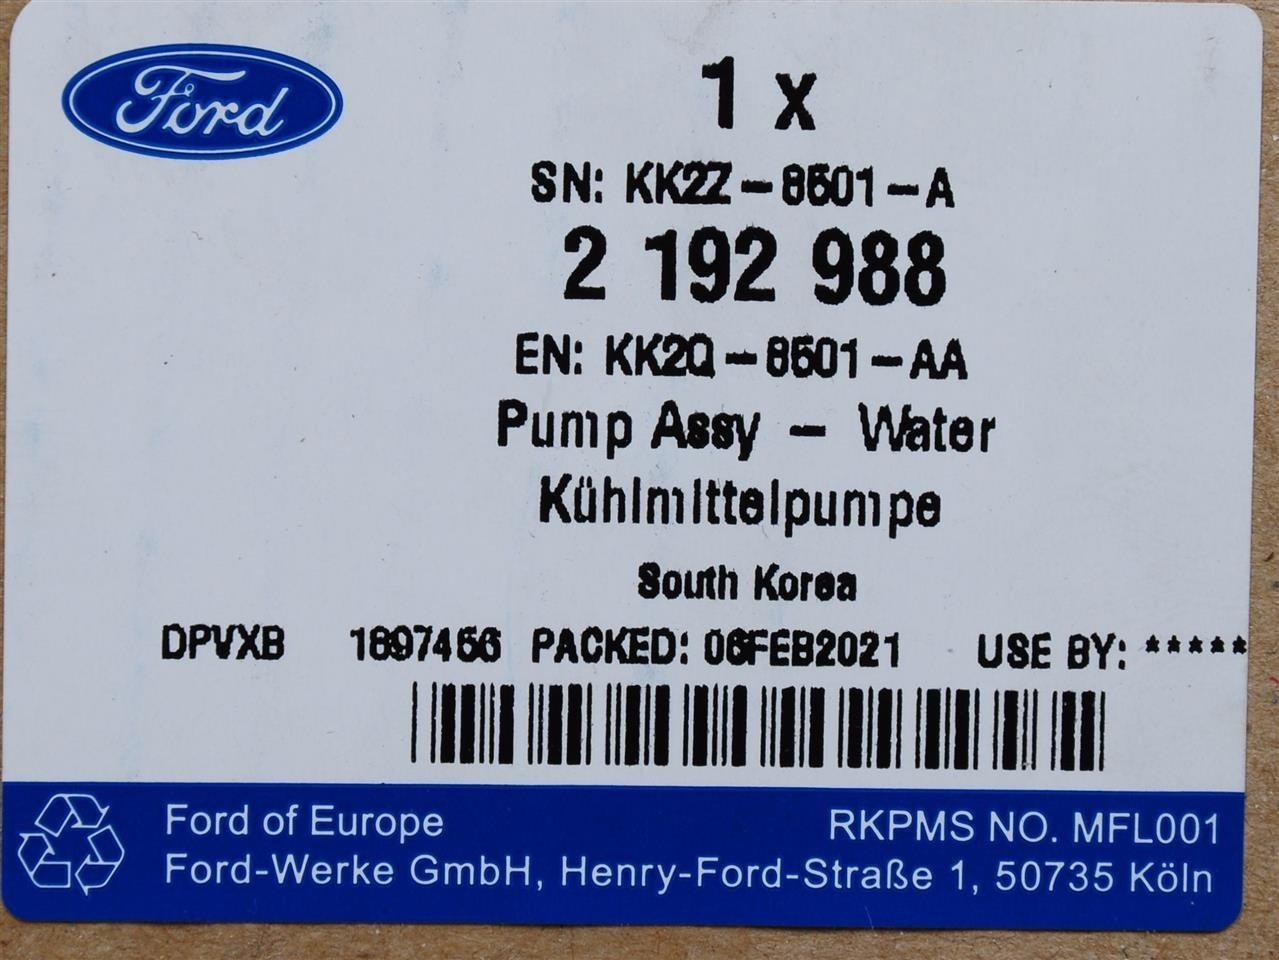 Ford
1 x
SN: KK2Z-8501-A
2 192 988
EN: KK2Q-8501-AA
Pump Assy - Water
Kühlmittelpumpe
South Korea
DPVXB 1697456 PACKED: 06FEB2021 USE BY: *****
Ford of Europe RKPMS NO. MFL001
Ford-Werke GmbH, Henry-Ford-Straße 1, 50735 Köln